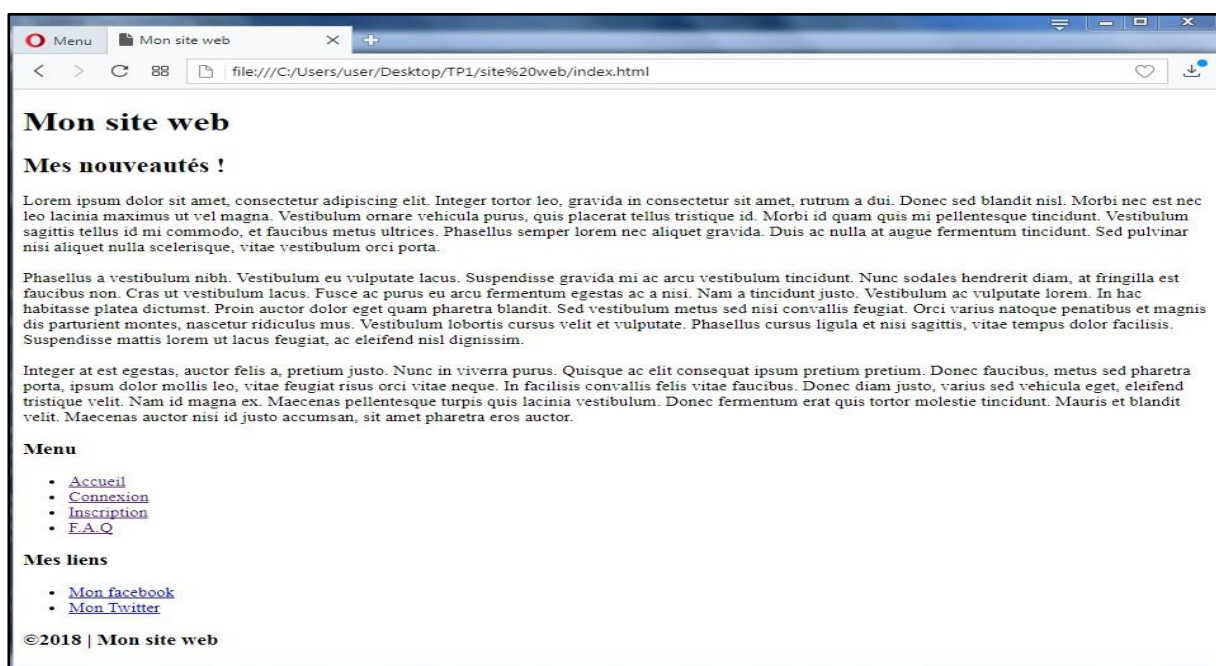 Menu
Mon site web
file:///C:/Users/user/Desktop/TP1/site%20web/index.html
Mon site web
Mes nouveautés !
Lorem ipsum dolor sit amet, consectetur adipiscing elit. Integer tortor leo, gravida in consectetur sit amet, rutrum a dui. Donec sed blandit nisl. Morbi nec est nec
leo lacinia maximus ut vel magna. Vestibulum ornare vehicula purus, quis placerat tellus tristique id. Morbi id quam quis mi pellentesque tincidunt. Vestibulum
sagittis tellus id mi commodo, et faucibus metus ultrices. Phasellus semper lorem nec aliquet gravida. Duis ac nulla at augue fermentum tincidunt. Sed pulvinar
nisi aliquet nulla scelerisque, vitae vestibulum orci porta.
Phasellus a vestibulum nibh. Vestibulum eu vulputate lacus. Suspendisse gravida mi ac arcu vestibulum tincidunt. Nunc sodales hendrerit diam, at fringilla est
faucibus non. Cras ut vestibulum lacus. Fusce ac purus eu arcu fermentum egestas ac a nisi. Nam a tincidunt justo. Vestibulum ac vulputate lorem. In hac
habitasse platea dictumst. Proin auctor dolor eget quam pharetra blandit. Sed vestibulum metus sed nisi convallis feugiat. Orci varius natoque penatibus et magnis
dis parturient montes, nascetur ridiculus mus. Vestibulum lobortis cursus velit et vulputate. Phasellus cursus ligula et nisi sagittis, vitae tempus dolor facilisis.
Suspendisse mattis lorem ut lacus feugiat, ac eleifend nisl dignissim.
Integer at est egestas, auctor felis a, pretium justo. Nunc in viverra purus. Quisque ac elit consequat ipsum pretium pretium. Donec faucibus, metus sed pharetra
porta, ipsum dolor mollis leo, vitae feugiat risus orci vitae neque. In facilisis convallis felis vitae faucibus. Donec diam justo, varius sed vehicula eget, eleifend
tristique velit. Nam id magna ex. Maecenas pellentesque turpis quis lacinia vestibulum. Donec fermentum erat quis tortor molestie tincidunt. Mauris et blandit
velit. Maecenas auctor nisi id justo accumsan, sit amet pharetra eros auctor.
Menu
• Accueil
• Connexion
• Inscription
• F.A.Q
Mes liens
• Mon facebook
• Mon Twitter
©2018 | Mon site web